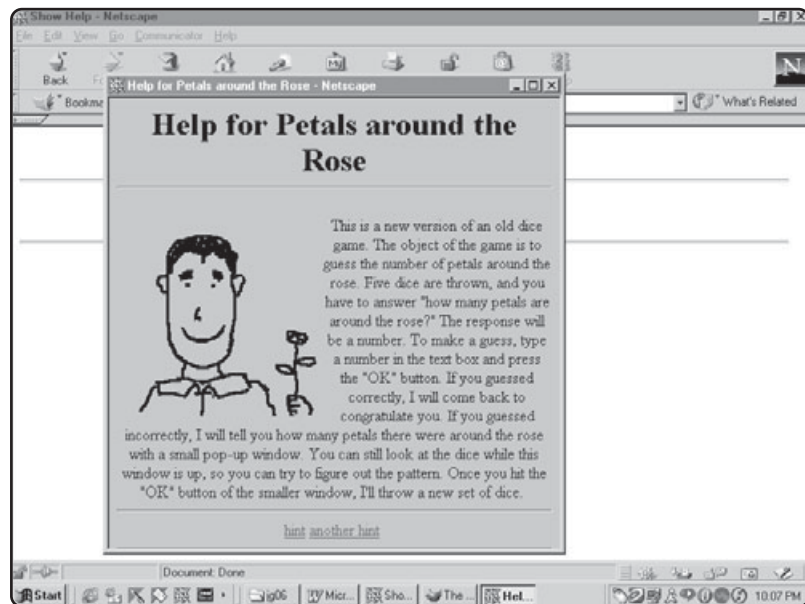 Show Help - Netscape
File Edit View Go Communicator Help
Back
N
What's Related
Help for Petals around the Rose - Netscape
Help for Petals around the
Rose
This is a new version of an old dice
game. The object of the game is to
guess the number of petals around the
rose. Five dice are thrown, and you
have to answer "how many petals are
around the rose?" The response will
be a number. To make a guess, type
a number in the text box and press
the "OK" button. If you guessed
correctly, I will come back to
congratulate you. If you guessed
incorrectly, I will tell you how many petals there were around the rose
with a small pop-up window. You can still look at the dice while this
window is up, so you can try to figure out the pattern. Once you hit the
"OK" button of the smaller window, I'll throw a new set of dice.
hint another hint
Document: Done
Start jg06 Micr... Sho... The ... Hel... 10:07 PM